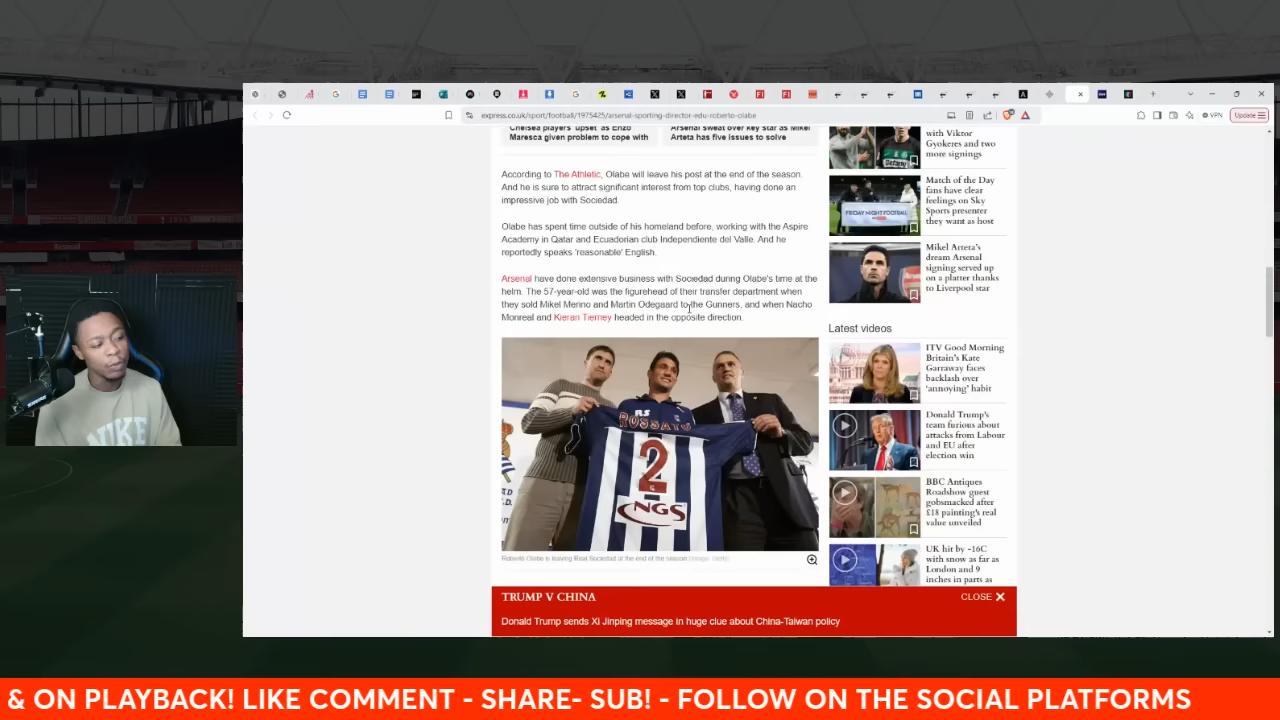 express.co.uk/sport/football/1975425/arsenal-sporting-director-edu-roberto-olabe
VPN
Update
Chelsea players 'upset' as Enzo
Maresca given problem to cope with
Arsenal sweat over key star as Mikel
Arteta has five issues to solve
According to The Athletic, Olabe will leave his post at the end of the season.
And he is sure to attract significant interest from top clubs, having done an
impressive job with Sociedad.
Olabe has spent time outside of his homeland before, working with the Aspire
Academy in Qatar and Ecuadorian club Independiente del Valle. And he
reportedly speaks 'reasonable' English.
Arsenal have done extensive business with Sociedad during Olabe's time at the
helm. The 57-year-old was the figurehead of their transfer department when
they sold Mikel Merino and Martin Odegaard to the Gunners, and when Nacho
Monreal and Kieran Tierney headed in the opposite direction.
RS
ROSSATO
2
NGS
Roberto Olabe is leaving Real Sociedad at the end of the season (Image: Getty)
with Viktor
Gyokeres and two
more signings
FRIDAY NIGHT FOOTBALL
Match of the Day
fans have clear
feelings on Sky
Sports presenter
they want as host
Mikel Arteta's
dream Arsenal
signing served up
on a platter thanks
to Liverpool star
Latest videos
ITV Good Morning
Britain's Kate
Garraway faces
backlash over
'annoying' habit
Donald Trump's
team furious about
attacks from Labour
and EU after
election win
BBC Antiques
Roadshow guest
gobsmacked after
£18 painting's real
value unveiled
UK hit by -16C
with snow as far as
London and 9
inches in parts as
TRUMP V CHINA
CLOSE
Donald Trump sends Xi Jinping message in huge clue about China-Taiwan policy
NIKE
& ON PLAYBACK! LIKE COMMENT - SHARE- SUB! - FOLLOW ON THE SOCIAL PLATFORMS